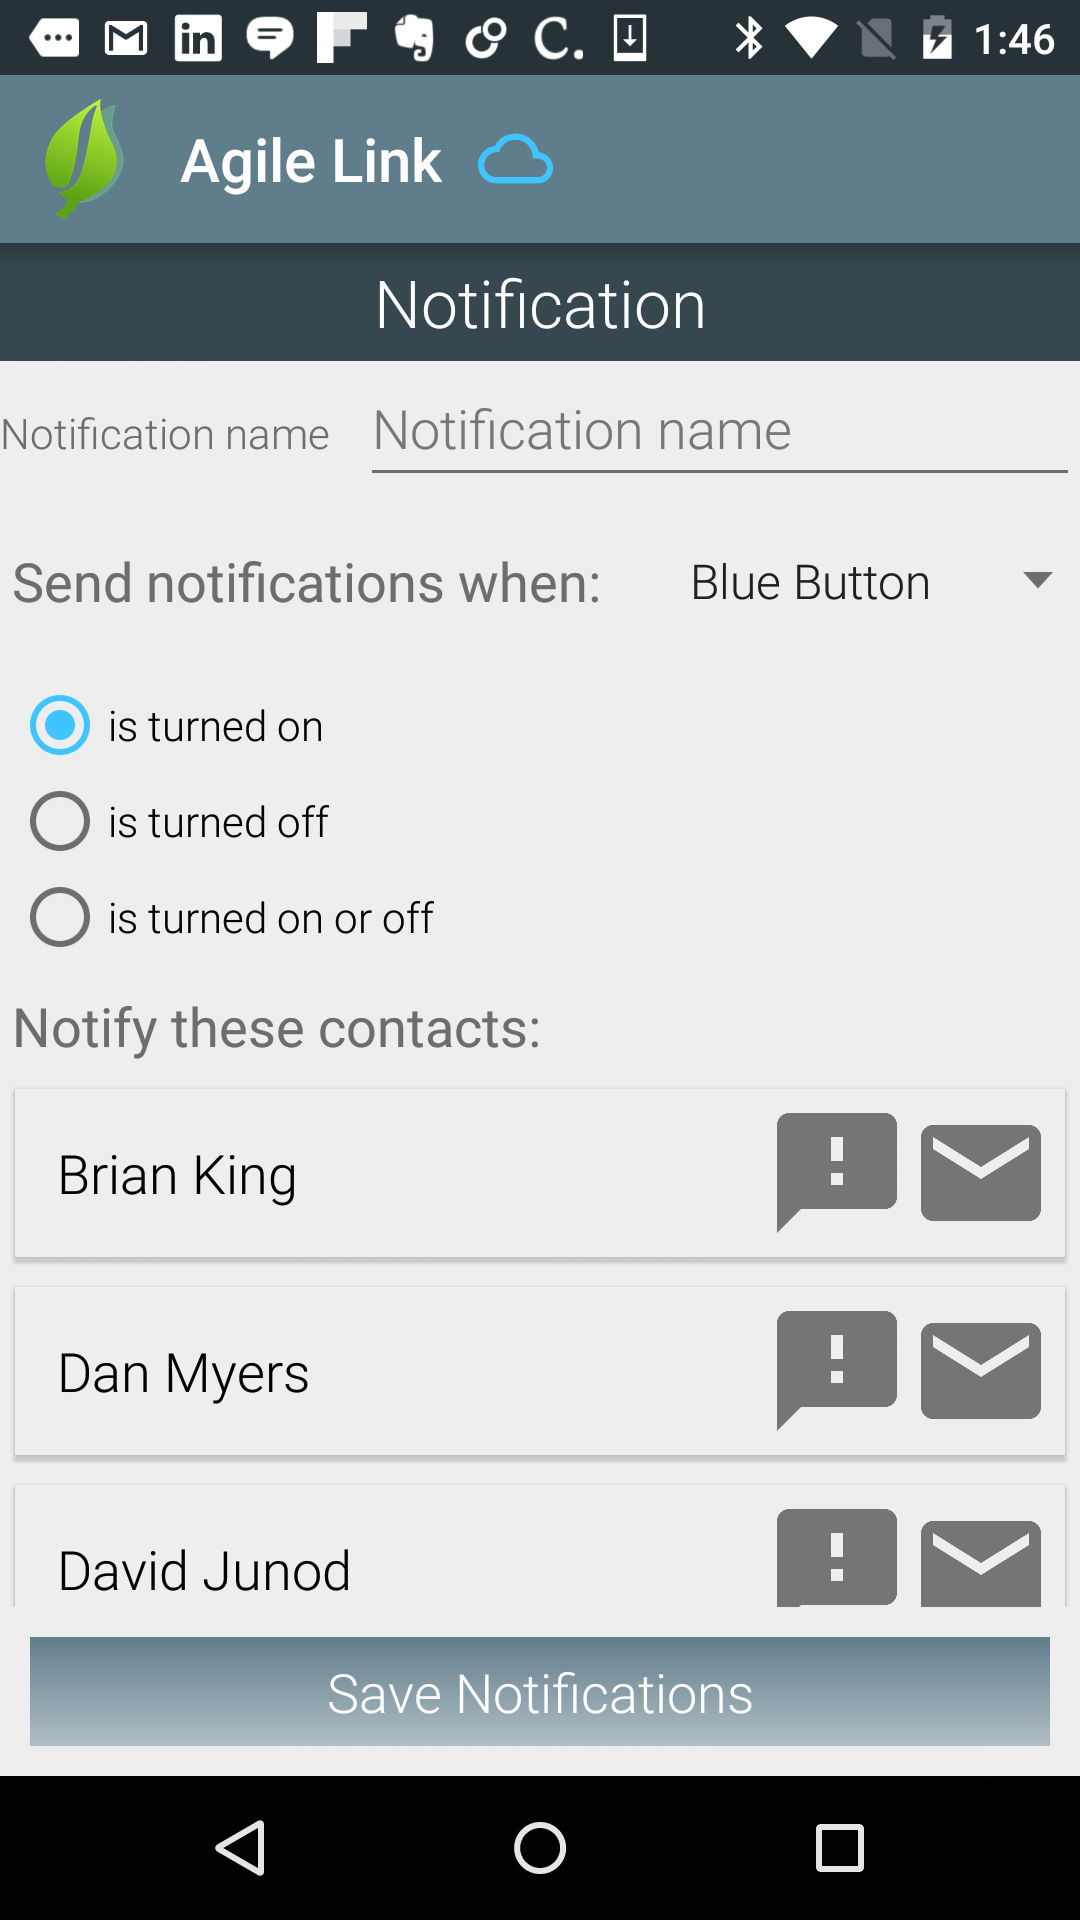 1:46
Agile Link
Notification
Notification name Notification name
Send notifications when: Blue Button
is turned on
is turned off
is turned on or off
Notify these contacts:
Brian King
Dan Myers
David Junod
Save Notifications